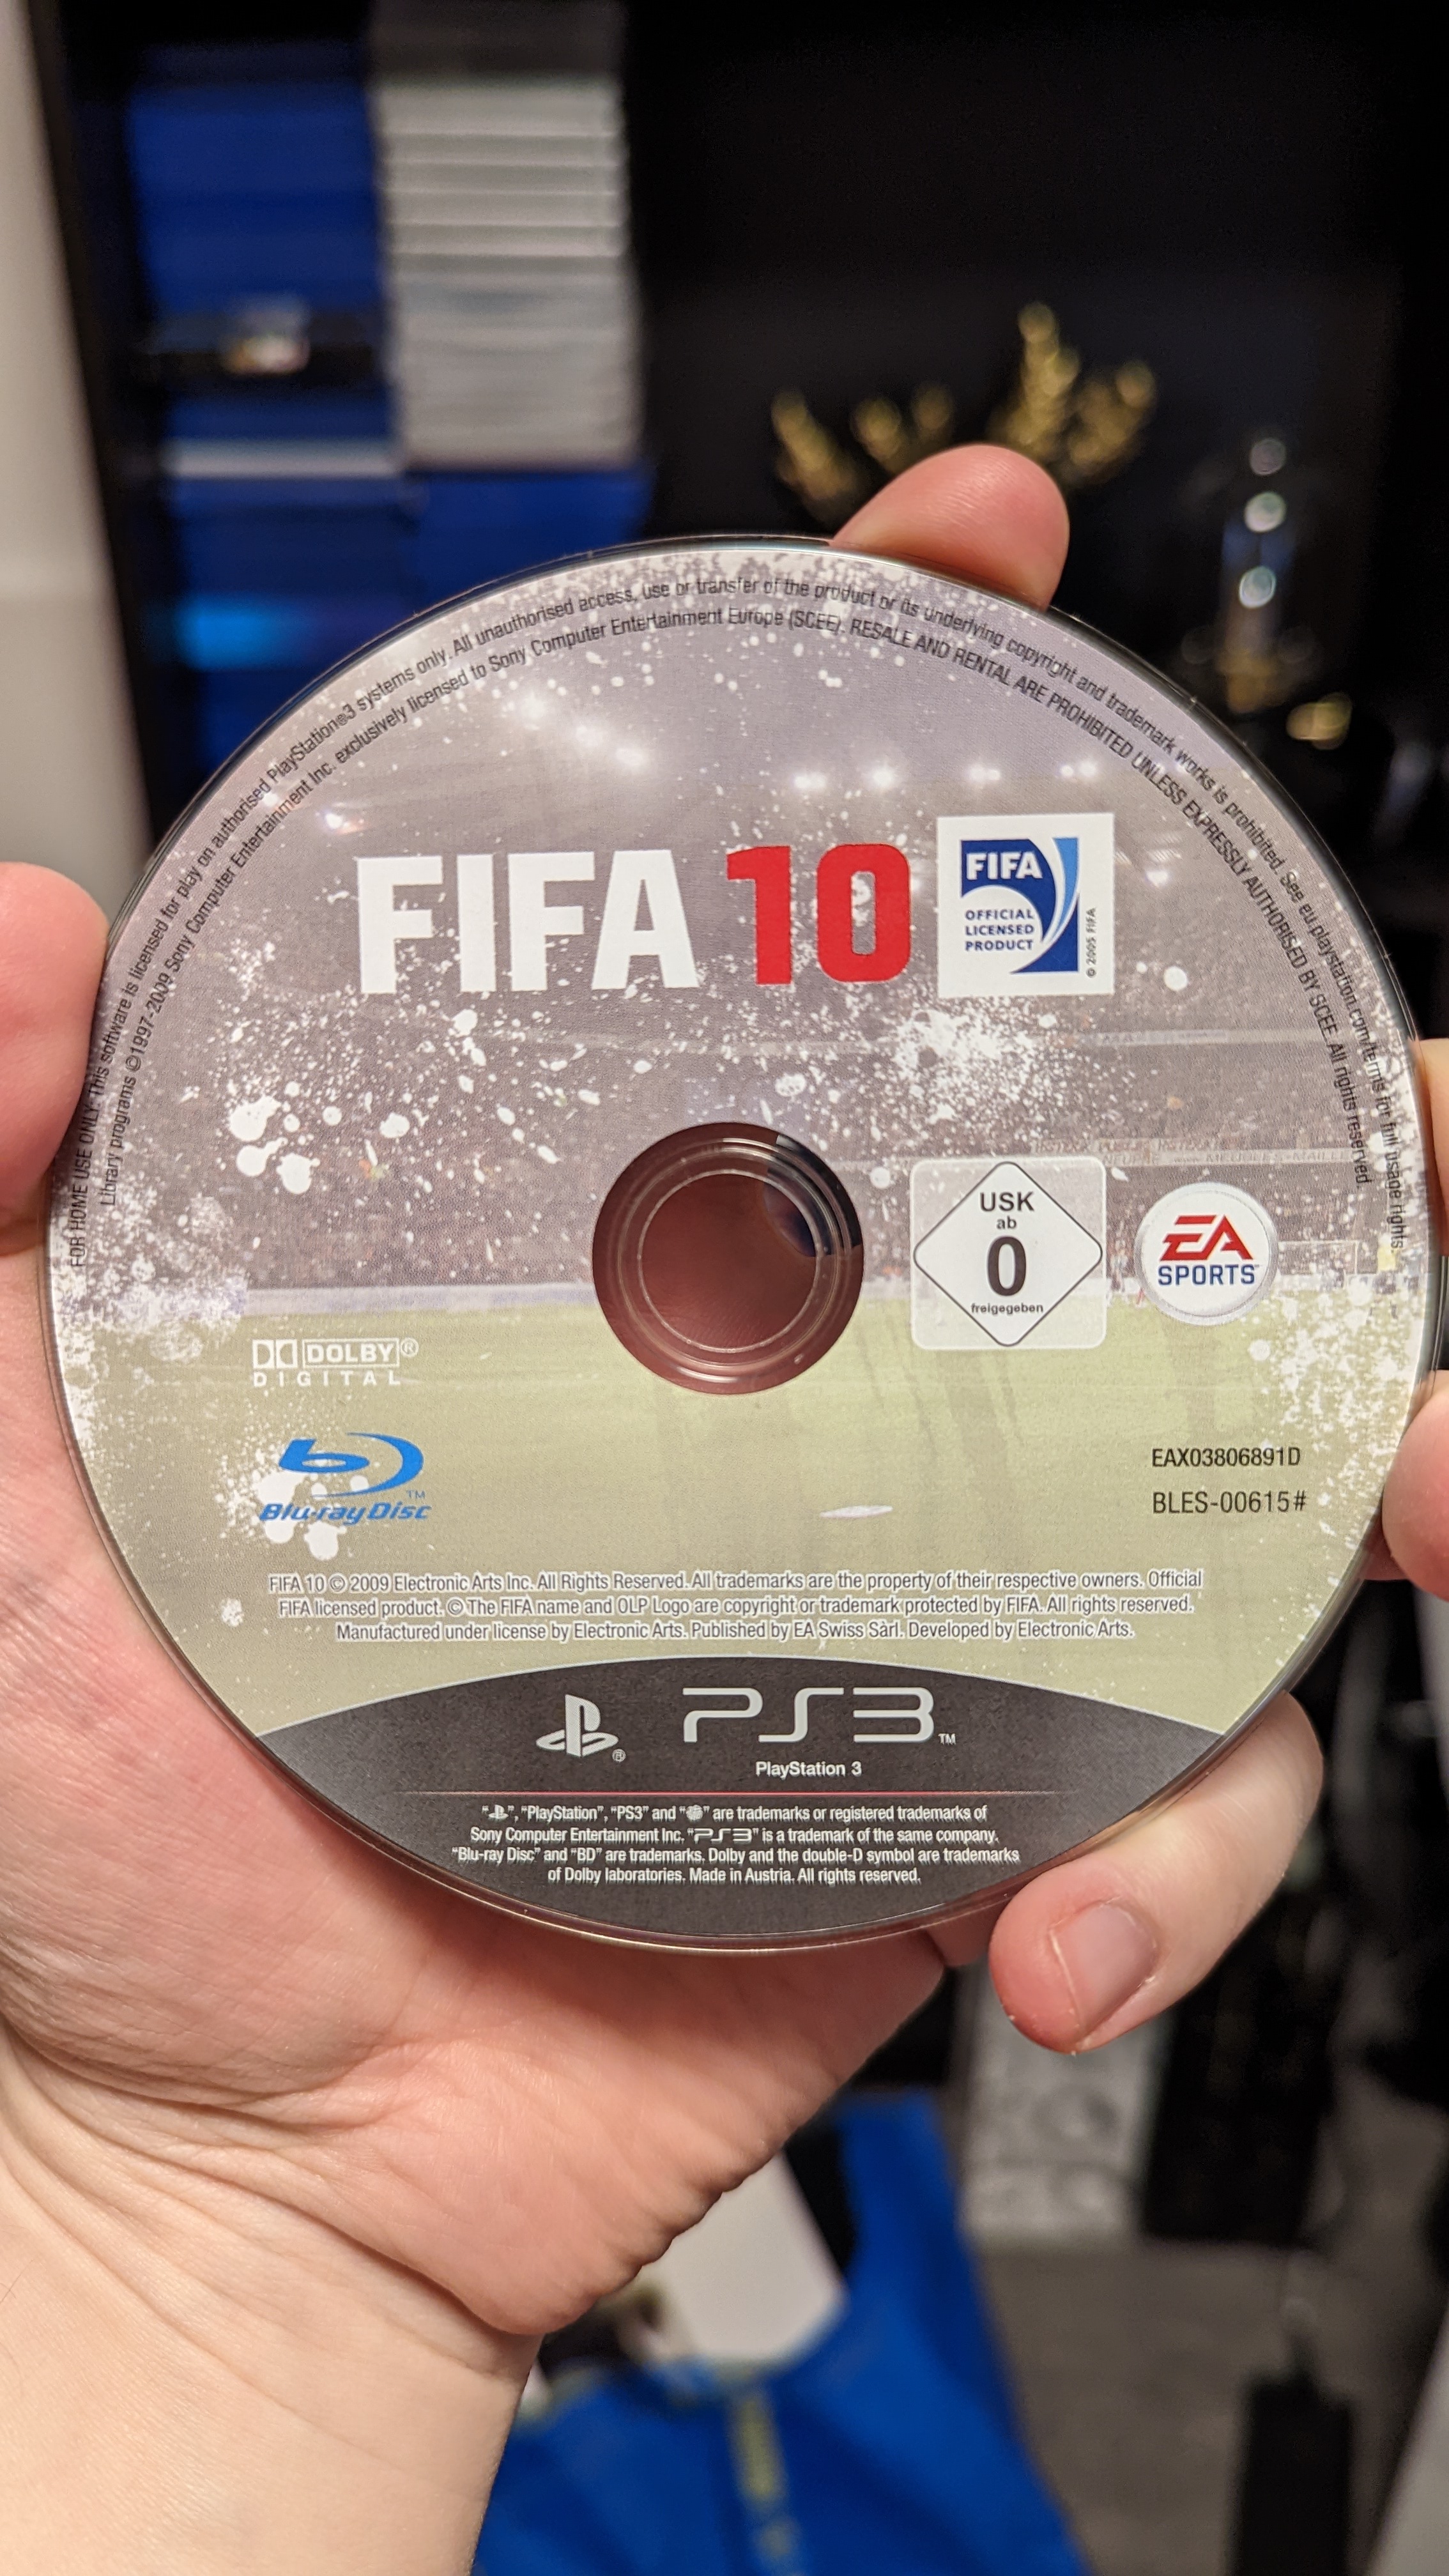 FOR HOME USE ONLY. This software is licensed for play on authorised PlayStation®3 systems only. All unauthorised access, use or transfer of the product or its underlying copyright and trademark works is prohibited. See eu.playstation.com/terms for full usage rights.
Library programs ©1997-2009 Sony Computer Entertainment Inc. exclusively licensed to Sony Computer Entertainment Europe (SCEE). RESALE AND RENTAL ARE PROHIBITED UNLESS EXPRESSLY AUTHORISED BY SCEE. All rights reserved.
FIFA 10
FIFA
OFFICIAL
LICENSED
PRODUCT
© 2005 FIFA
USK
ab
0
freigegeben
EA
SPORTS
DOLBY®
DIGITAL
Blu-ray Disc™
EAX03806891D
BLES-00615#
FIFA 10 © 2009 Electronic Arts Inc. All Rights Reserved. All trademarks are the property of their respective owners. Official
FIFA licensed product. © The FIFA name and OLP Logo are copyright or trademark protected by FIFA. All rights reserved.
Manufactured under license by Electronic Arts. Published by EA Swiss Sàrl. Developed by Electronic Arts.
® PS3™
PlayStation 3
“ ”, “PlayStation”, “PS3” and “ ” are trademarks or registered trademarks of
Sony Computer Entertainment Inc. “PS3” is a trademark of the same company.
“Blu-ray Disc” and “BD” are trademarks. Dolby and the double-D symbol are trademarks
of Dolby laboratories. Made in Austria. All rights reserved.